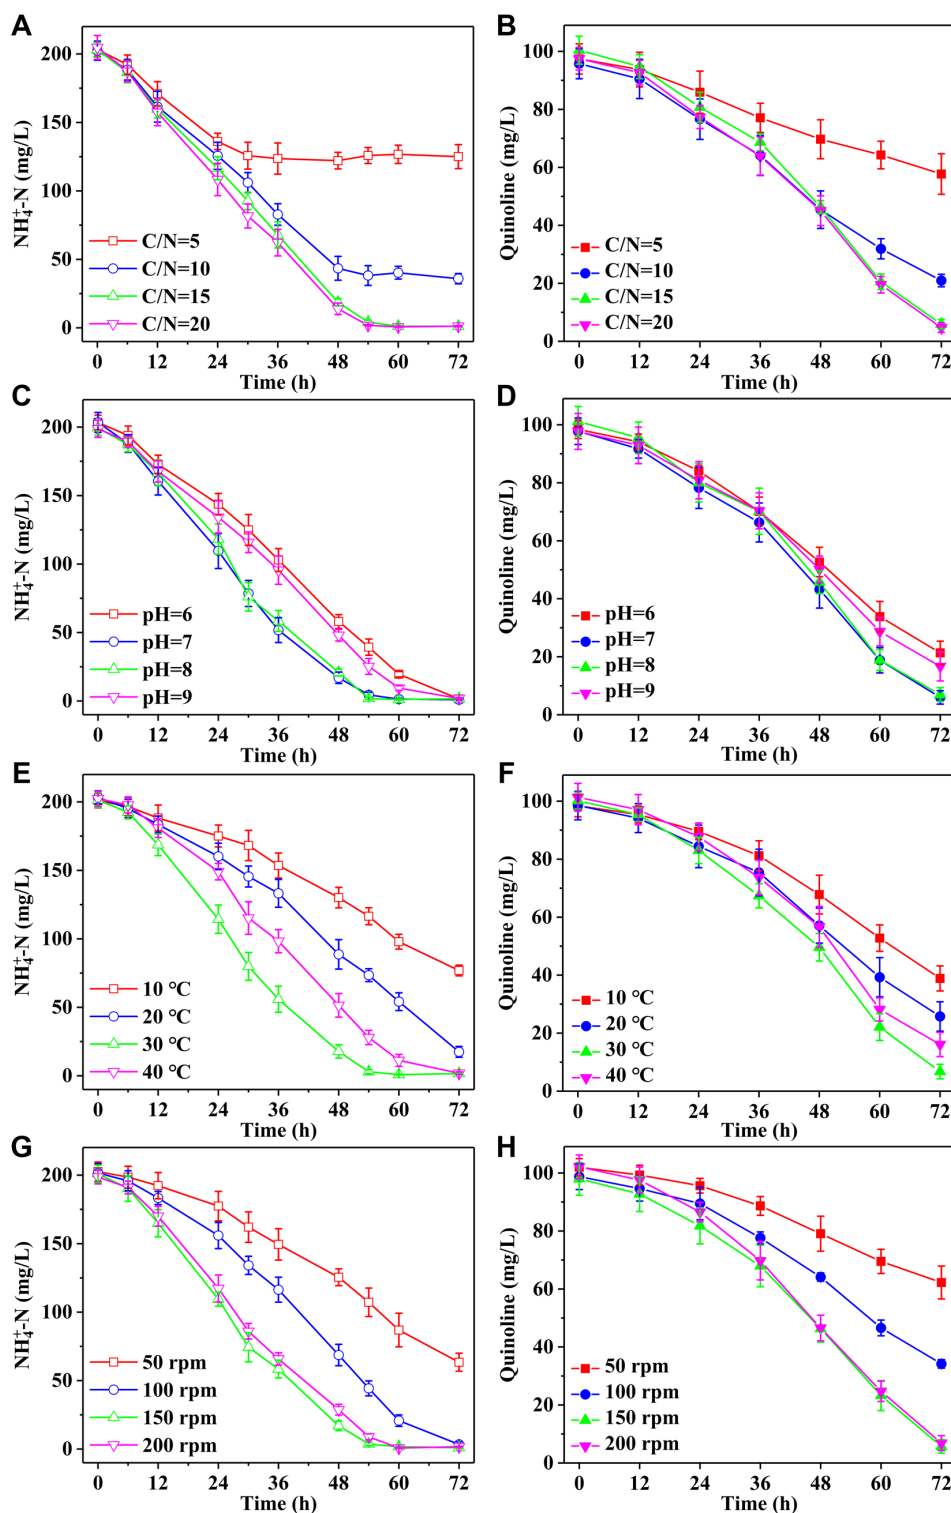 A
NH₄⁺-N (mg/L)
200
150
100
50
0
C/N=5
C/N=10
C/N=15
C/N=20
0 12 24 36 48 60 72
Time (h)
B
Quinoline (mg/L)
100
80
60
40
20
0
C/N=5
C/N=10
C/N=15
C/N=20
0 12 24 36 48 60 72
Time (h)
C
NH₄⁺-N (mg/L)
200
150
100
50
0
pH=6
pH=7
pH=8
pH=9
0 12 24 36 48 60 72
Time (h)
D
Quinoline (mg/L)
100
80
60
40
20
0
pH=6
pH=7
pH=8
pH=9
0 12 24 36 48 60 72
Time (h)
E
NH₄⁺-N (mg/L)
200
150
100
50
0
10 °C
20 °C
30 °C
40 °C
0 12 24 36 48 60 72
Time (h)
F
Quinoline (mg/L)
100
80
60
40
20
0
10 °C
20 °C
30 °C
40 °C
0 12 24 36 48 60 72
Time (h)
G
NH₄⁺-N (mg/L)
200
150
100
50
0
50 rpm
100 rpm
150 rpm
200 rpm
0 12 24 36 48 60 72
Time (h)
H
Quinoline (mg/L)
100
80
60
40
20
0
50 rpm
100 rpm
150 rpm
200 rpm
0 12 24 36 48 60 72
Time (h)